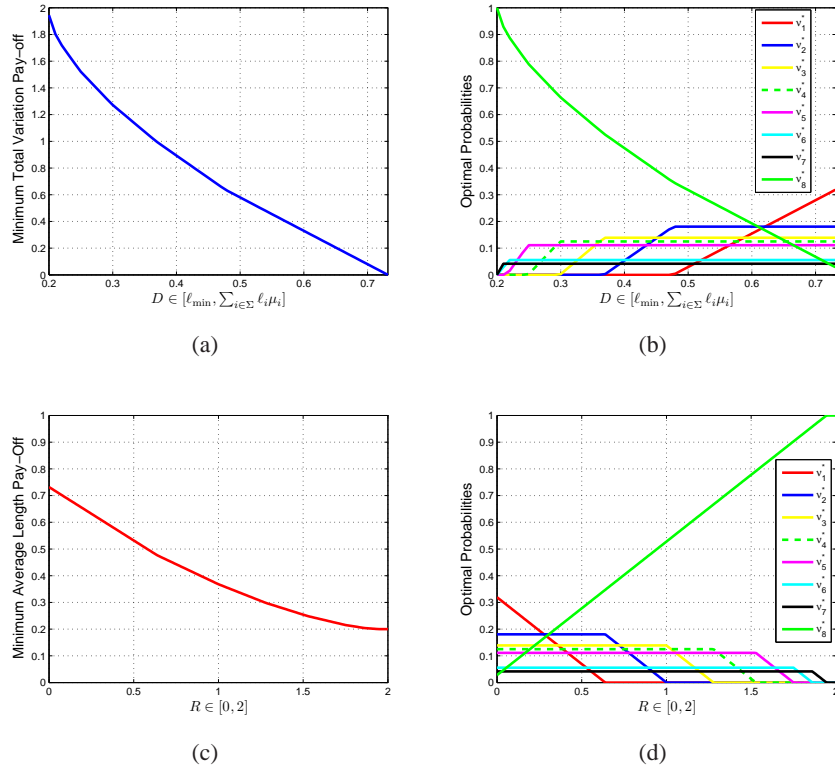 Minimum Total Variation Pay-off
2
1.8
1.6
1.4
1.2
1
0.8
0.6
0.4
0.2
0
0.2 0.3 0.4 0.5 0.6 0.7
D ∈ [ℓmin, ∑i∈Σ ℓiμi]
(a)
Optimal Probabilities
1
0.9
0.8
0.7
0.6
0.5
0.4
0.3
0.2
0.1
0
0.2 0.3 0.4 0.5 0.6 0.7
D ∈ [ℓmin, ∑i∈Σ ℓiμi]
ν*1
ν*2
ν*3
ν*4
ν*5
ν*6
ν*7
ν*8
(b)
Minimum Average Length Pay-Off
1
0.9
0.8
0.7
0.6
0.5
0.4
0.3
0.2
0.1
0
0 0.5 1 1.5 2
R ∈ [0, 2]
(c)
Optimal Probabilities
1
0.9
0.8
0.7
0.6
0.5
0.4
0.3
0.2
0.1
0
0 0.5 1 1.5 2
R ∈ [0, 2]
ν*1
ν*2
ν*3
ν*4
ν*5
ν*6
ν*7
ν*8
(d)